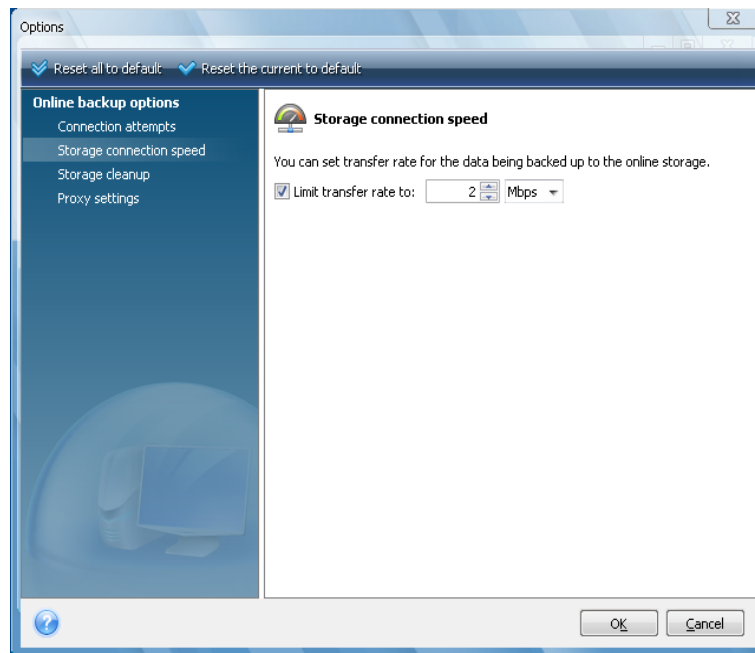 Options
Reset all to default Reset the current to default
Online backup options
Connection attempts
Storage connection speed
Storage cleanup
Proxy settings
Storage connection speed
You can set transfer rate for the data being backed up to the online storage.
Limit transfer rate to: 2 Mbps
OK Cancel